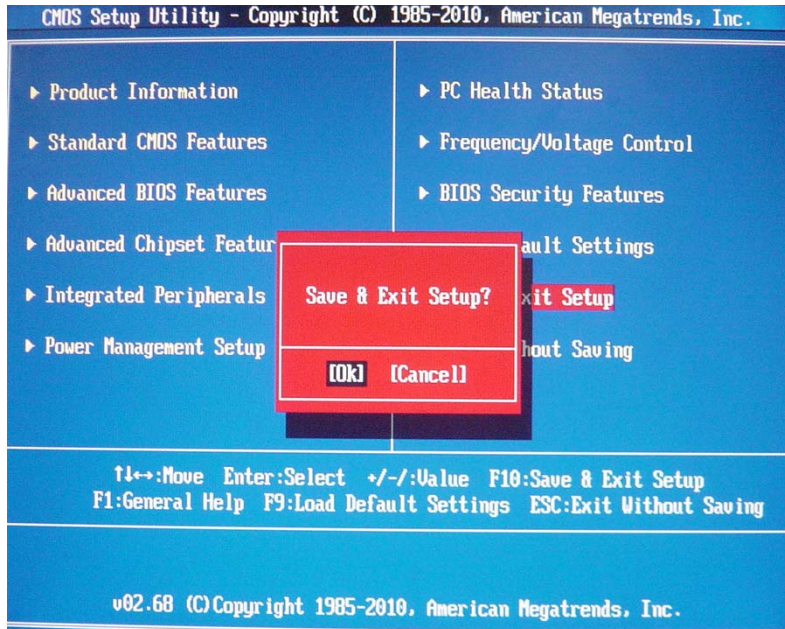 CMOS Setup Utility - Copyright (C) 1985-2010, American Megatrends, Inc.
▶ Product Information
▶ Standard CMOS Features
▶ Advanced BIOS Features
▶ Advanced Chipset Featur
▶ Integrated Peripherals
▶ Power Management Setup
▶ PC Health Status
▶ Frequency/Voltage Control
▶ BIOS Security Features
ault Settings
xit Setup
hout Saving
Save & Exit Setup?
[Ok] [Cancel]
↑↓←→:Move Enter:Select +/-/:Value F10:Save & Exit Setup
F1:General Help F9:Load Default Settings ESC:Exit Without Saving
v02.68 (C)Copyright 1985-2010, American Megatrends, Inc.